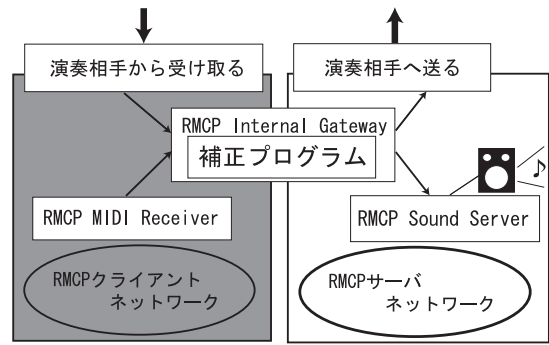 演奏相手から受け取る
演奏相手へ送る
RMCP Internal Gateway
補正プログラム
RMCP MIDI Receiver
RMCP Sound Server
RMCPクライアント
ネットワーク
RMCPサーバ
ネットワーク